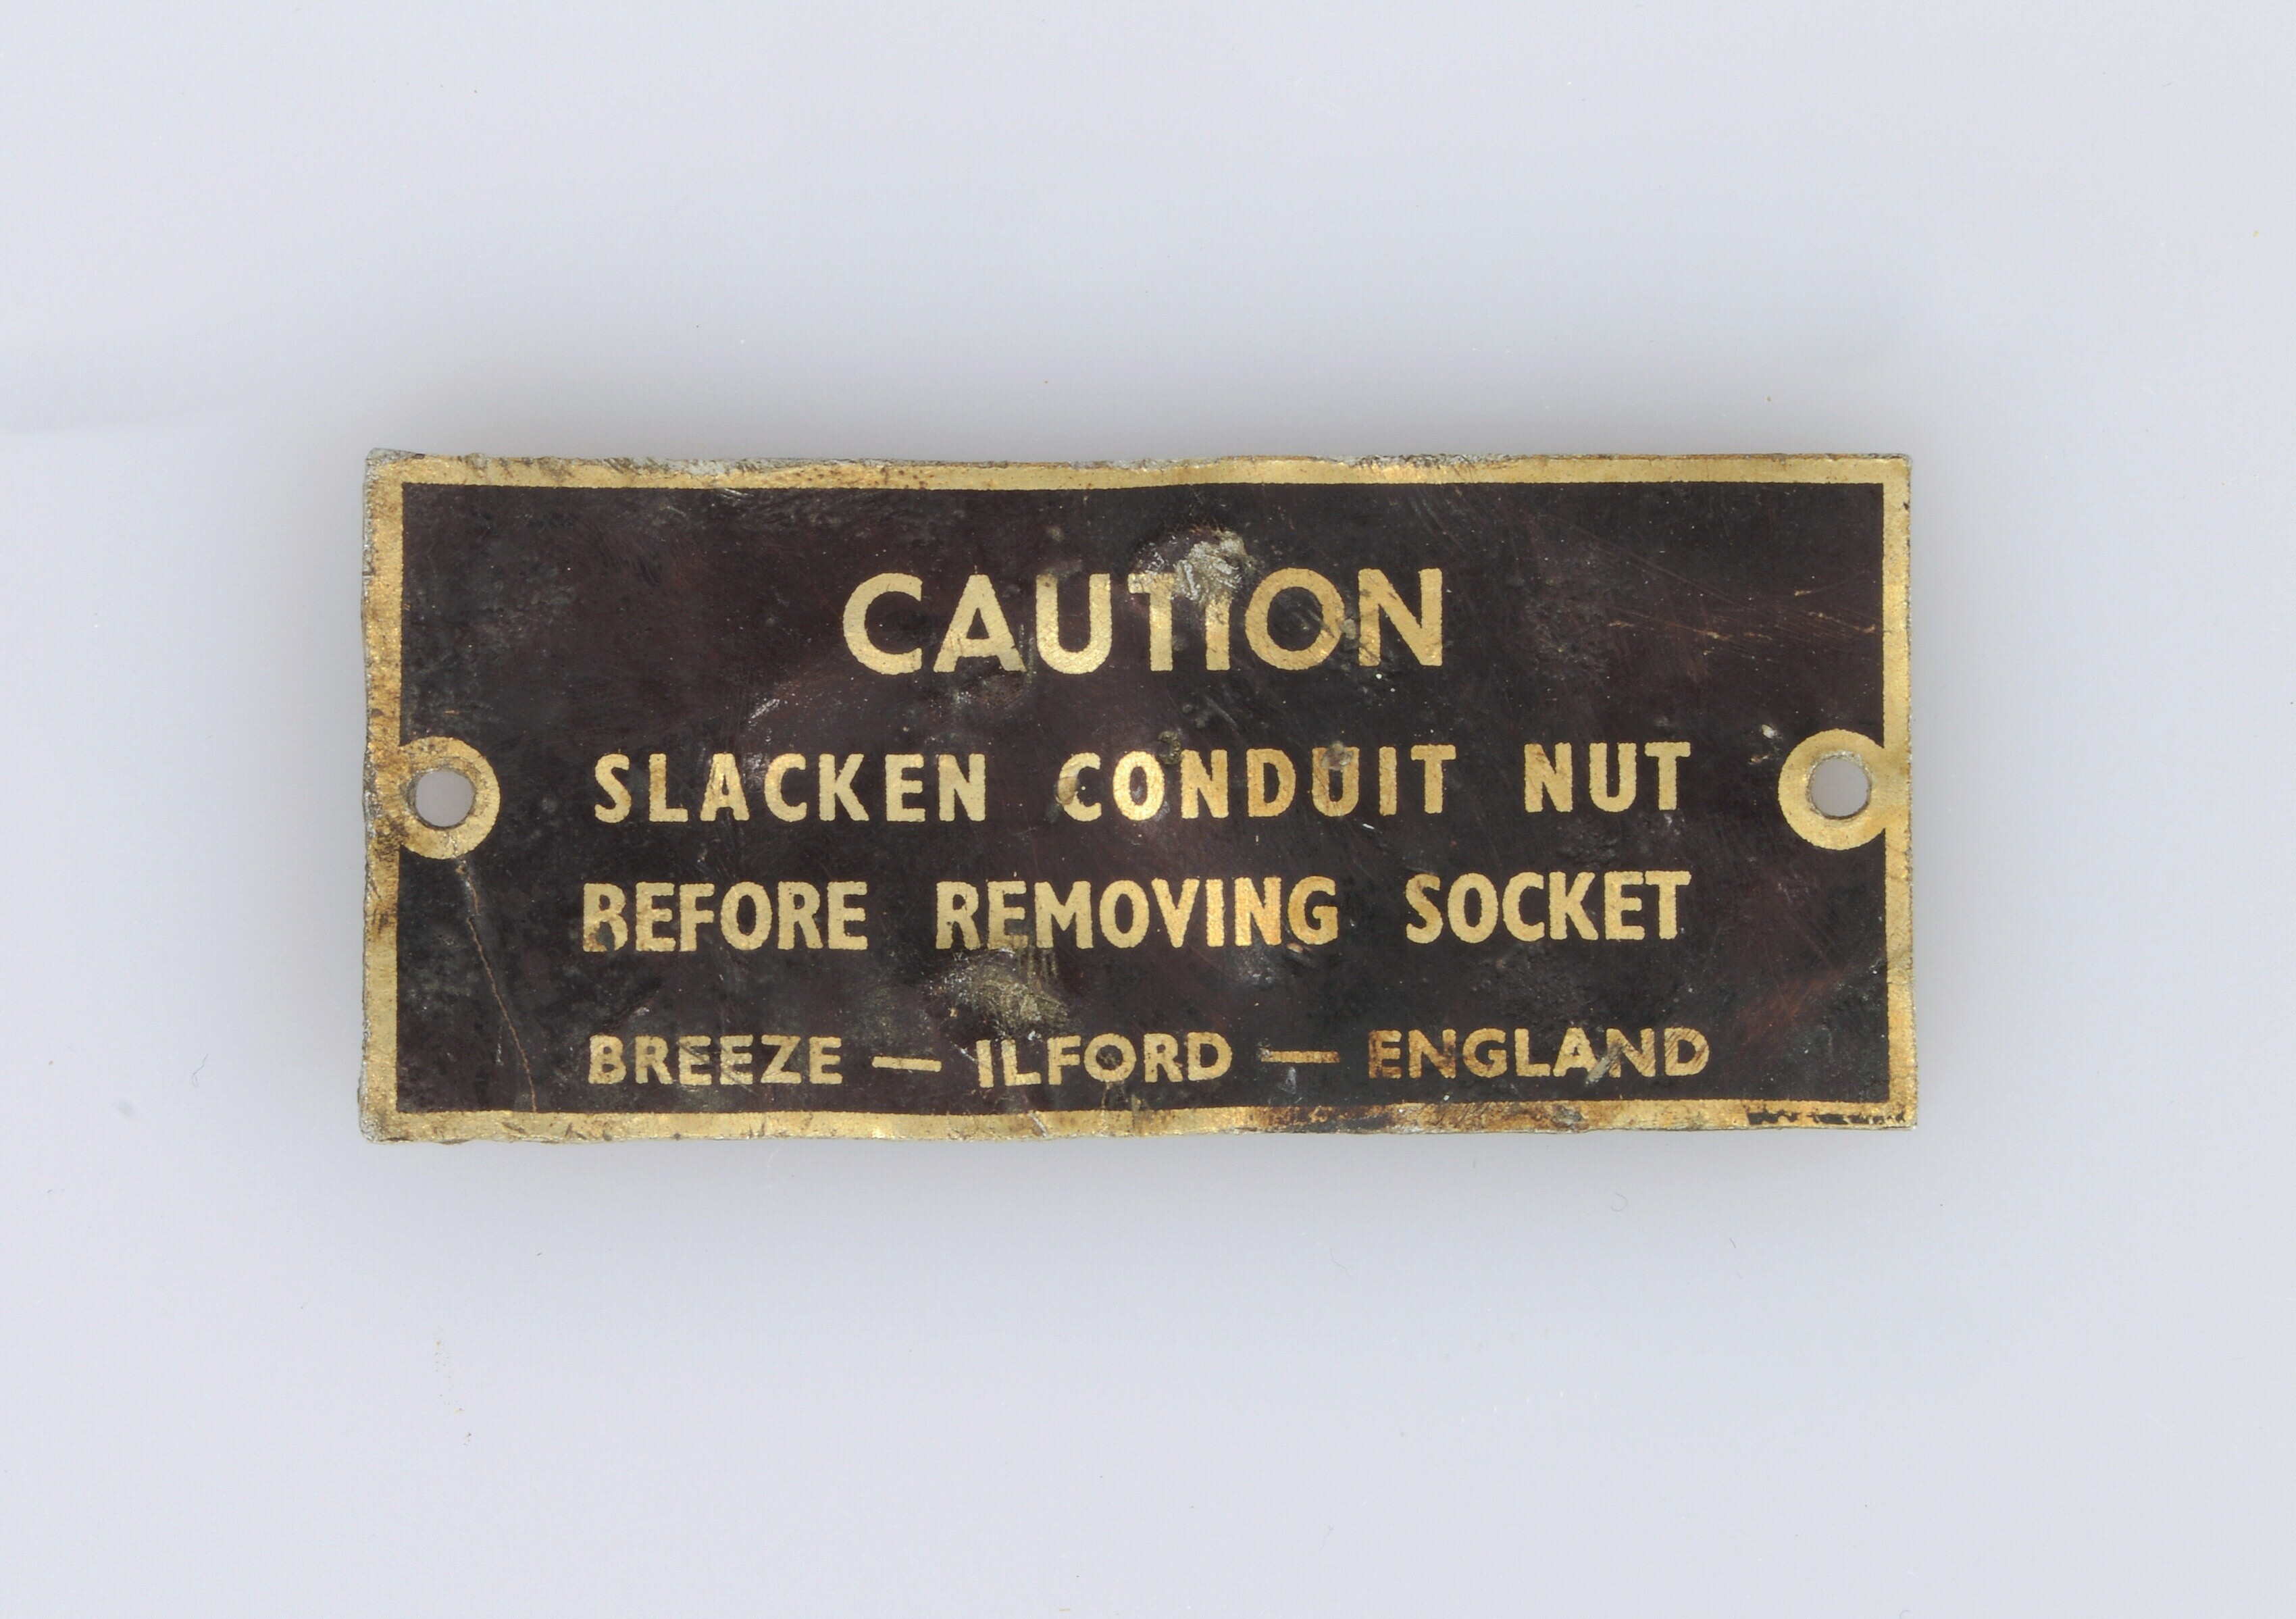 CAUTION
SLACKEN CONDUIT NUT
BEFORE REMOVING SOCKET
BREEZE — ILFORD — ENGLAND